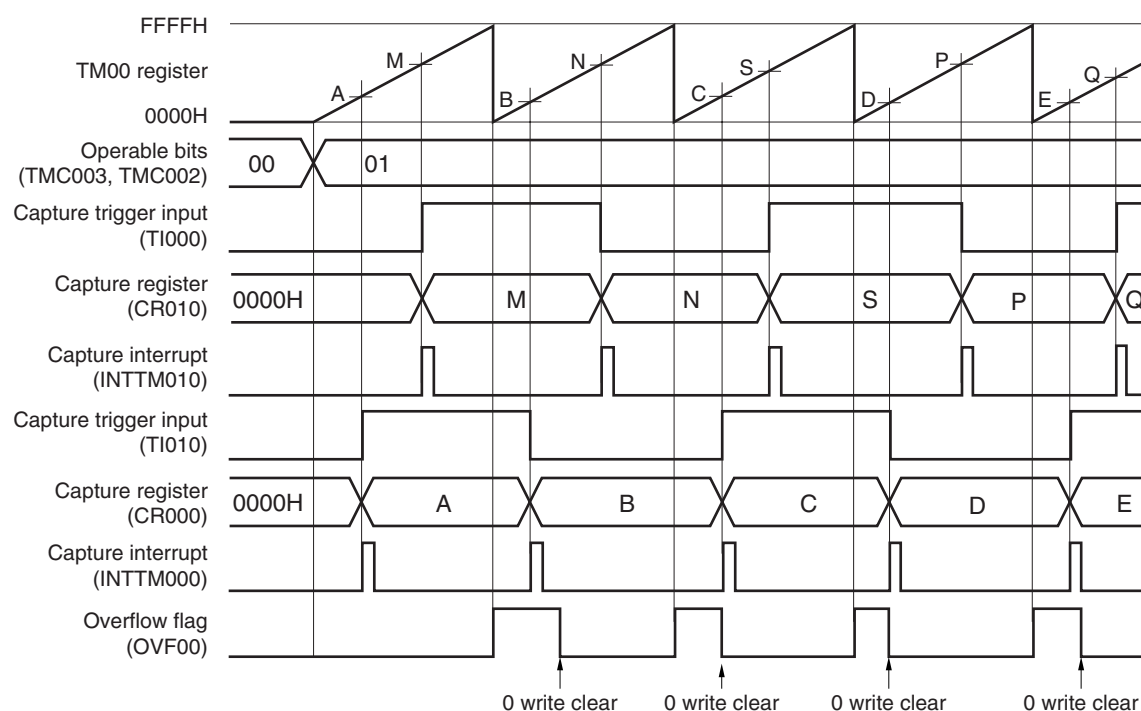 FFFFH
TM00 register
0000H
A M B N C S D P E Q
Operable bits
(TMC003, TMC002)
00 01
Capture trigger input
(TI000)
Capture register
(CR010)
0000H M N S P Q
Capture interrupt
(INTTM010)
Capture trigger input
(TI010)
Capture register
(CR000)
0000H A B C D E
Capture interrupt
(INTTM000)
Overflow flag
(OVF00)
0 write clear 0 write clear 0 write clear 0 write clear